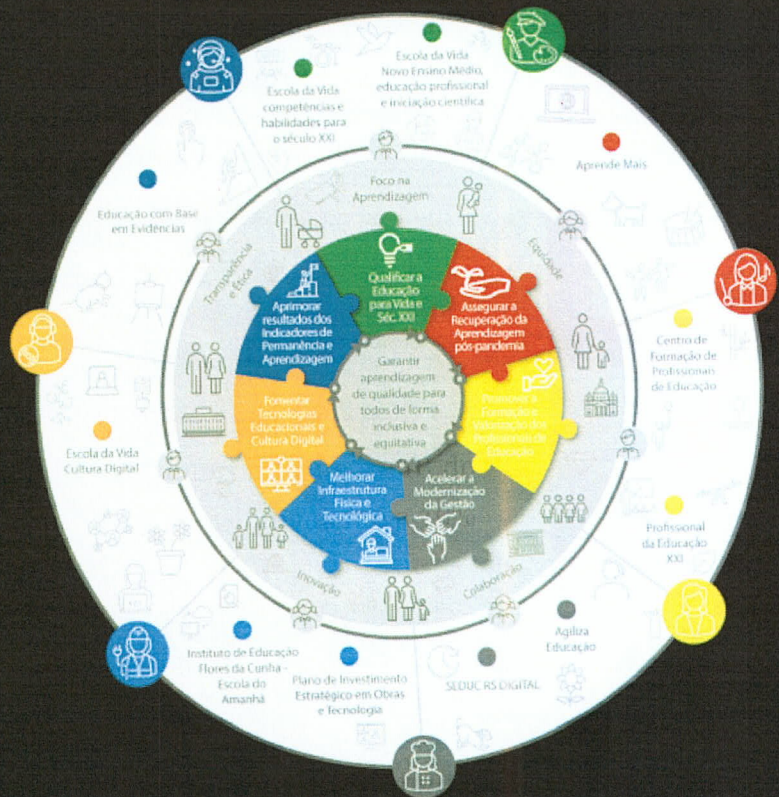 Escola da Vida
Novo Ensino Médio,
educação profissional
e iniciação científica
Escola da Vida
competências e
habilidades para
o século XXI
Aprende Mais
Educação com Base
em Evidências
Centro de
Formação de
Profissionais
de Educação
Escola da Vida
Cultura Digital
Profissional
da Educação
XXI
Agiliza
Educação
SEDUC RS DIGITAL
Plano de Investimento
Estratégico em Obras
e Tecnologia
Instituto de Educação
Flores da Cunha -
Escola do
Amanhã
Foco na
Aprendizagem
Equidade
Colaboração
Inovação
Transparência
e Ética
Qualificar a
Educação
para Vida e
Séc. XXI
Assegurar a
Recuperação da
Aprendizagem
pós-pandemia
Promover a
Formação e
Valorização dos
Profissionais de
Educação
Acelerar a
Modernização
da Gestão
Melhorar
Infraestrutura
Física e
Tecnológica
Fomentar
Tecnologias
Educacionais e
Cultura Digital
Aprimorar
resultados dos
Indicadores de
Permanência e
Aprendizagem
Garantir
aprendizagem
de qualidade para
todos de forma
inclusiva e
equitativa